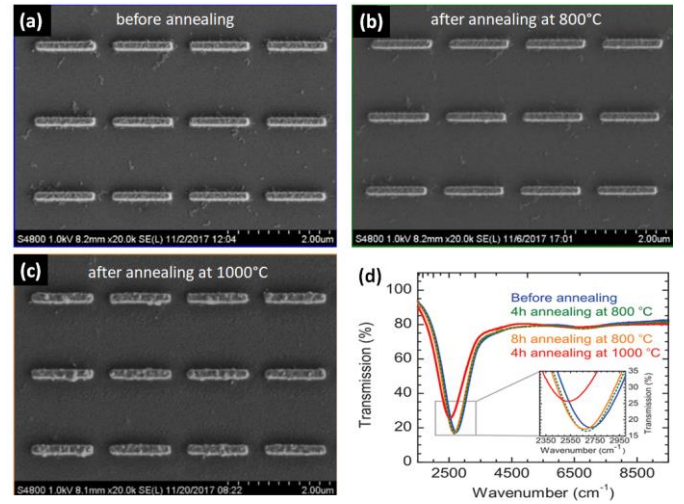 (a)
before annealing
S4800 1.0kV 8.2mm x20.0k SE(L) 11/2/2017 12:04
2.00um
(b)
after annealing at 800°C
S4800 1.0kV 8.2mm x20.0k SE(L) 11/6/2017 17:01
2.00um
(c)
after annealing at 1000°C
S4800 1.0kV 8.1mm x20.0k SE(L) 11/20/2017 08:22
2.00um
(d)
100
80
60
40
20
0
Transmission (%)
Before annealing
4h annealing at 800 °C
8h annealing at 800 °C
4h annealing at 1000 °C
35
30
25
20
15
Transmission (%)
2350 2550 2750 2950
Wavenumber (cm⁻¹)
2500 4500 6500 8500
Wavenumber (cm⁻¹)